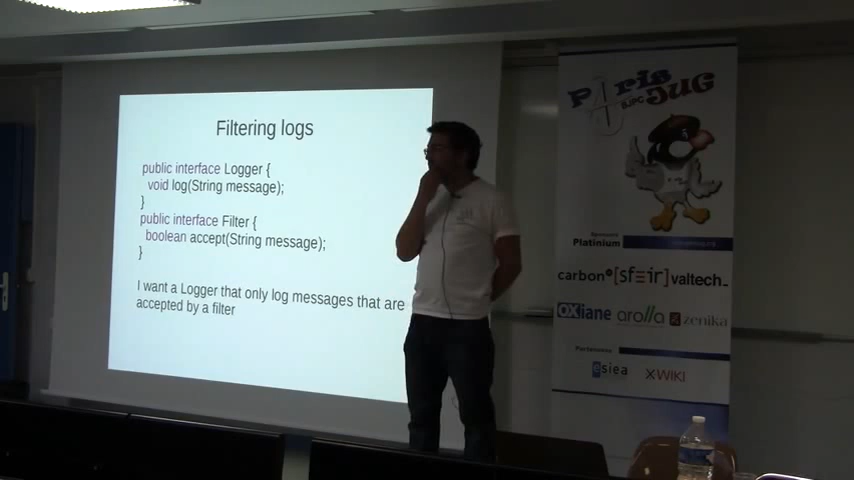 Filtering logs
public interface Logger {
void log(String message);
}
public interface Filter {
boolean accept(String message);
}
I want a Logger that only log messages that are
accepted by a filter
Paris
JUG
Platinium
carbon [sfeir] valtech_
OXiane arolla zenika
esiea XWIKI